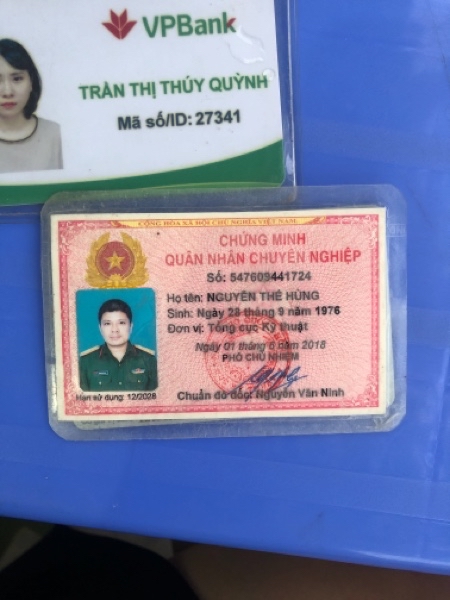 VPBank
TRẦN THỊ THÚY QUỲNH
Mã số/ID: 27341
CỘNG HÒA XÃ HỘI CHỦ NGHĨA VIỆT NAM
CHỨNG MINH
QUÂN NHÂN CHUYÊN NGHIỆP
Số: 547609441724
Họ tên: NGUYỄN THẾ HÙNG
Sinh: Ngày 28 tháng 9 năm 1976
Đơn vị: Tổng cục Kỹ thuật
Ngày 01 tháng 6 năm 2018
PHÓ CHỦ NHIỆM
Hạn sử dụng: 12/2026
Chuẩn đô đốc: Nguyễn Văn Ninh